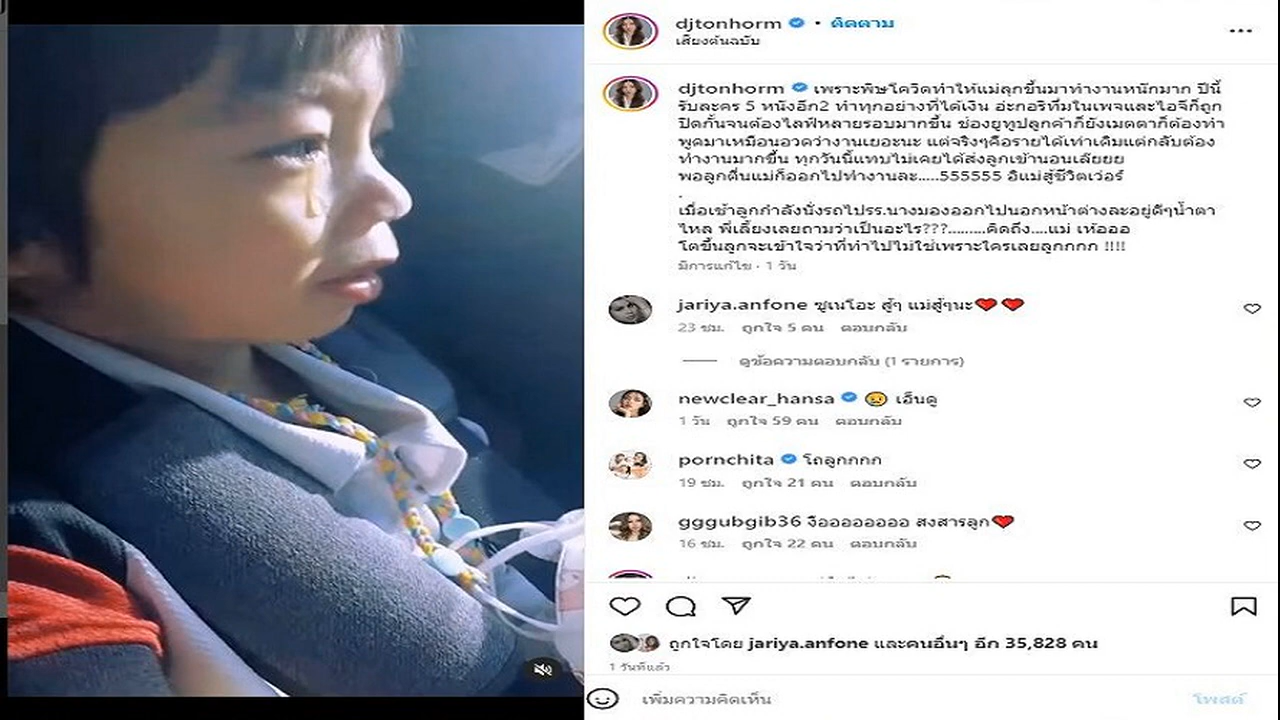 djtonhorm • ติดตาม
เสียงต้นฉบับ
djtonhorm เพราะพิษโควิดทำให้แม่ลุกขึ้นมาทำงานหนักมาก ปีนี้
รับละคร 5 หนังอีก2 ทำทุกอย่างที่ได้เงิน อะกอริทึมในเพจและไอจีก็ถูก
ปิดกั้นจนต้องไลฟ์หลายรอบมากขึ้น ช่องยูทูปลูกค้าก็ยังเมตตาก็ต้องทำ
พูดมาเหมือนอวดว่างานเยอะนะ แต่จริงๆคือรายได้เท่าเดิมแต่กลับต้อง
ทำงานมากขึ้น ทุกวันนี้แทบไม่เคยได้ส่งลูกเข้านอนเลยยย
พอลูกตื่นแม่ก็ออกไปทำงานละ.....555555 อิแม่สู้ชีวิตเว่อร์
.
เมื่อเช้าลูกกำลังนั่งรถไปรร.นางมองออกไปนอกหน้าต่างละอยู่ดีๆน้ำตา
ไหล พี่เลี้ยงเลยถามว่าเป็นอะไร???.........คิดถึง....แม่ เห้อออ
โตขึ้นลูกจะเข้าใจว่าที่ทำไปไม่ใช่เพราะใครเลยลูกกกก !!!!
มีการแก้ไข · 1 วัน
jariya.anfone ซูเนโอะ สู้ๆ แม่สู้ๆนะ❤️❤️
23 ชม. ถูกใจ 5 คน ตอบกลับ
ดูข้อความตอบกลับ (1 รายการ)
newclear_hansa 😥 เอ็นดู
1 วัน ถูกใจ 59 คน ตอบกลับ
pornchita โถลูกกกก
19 ชม. ถูกใจ 21 คน ตอบกลับ
gggubgib36 งือออออออออ สงสารลูก❤️
16 ชม. ถูกใจ 22 คน ตอบกลับ
ถูกใจโดย jariya.anfone และคนอื่นๆ อีก 35,828 คน
1 วันที่แล้ว
เพิ่มความคิดเห็น
โพสต์